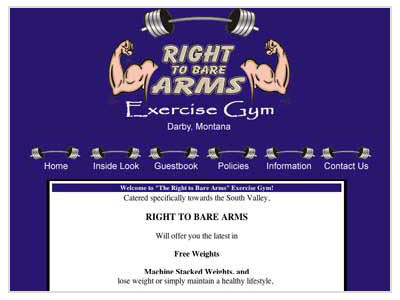 RIGHT
TO BARE
ARMS
Exercise Gym
Darby, Montana
Home Inside Look Guestbook Policies Information Contact Us
Welcome to "The Right to Bare Arms" Exercise Gym!
Catered specifically towards the South Valley,
RIGHT TO BARE ARMS
Will offer you the latest in
Free Weights
Machine Stacked Weights, and
lose weight or simply maintain a healthy lifestyle,